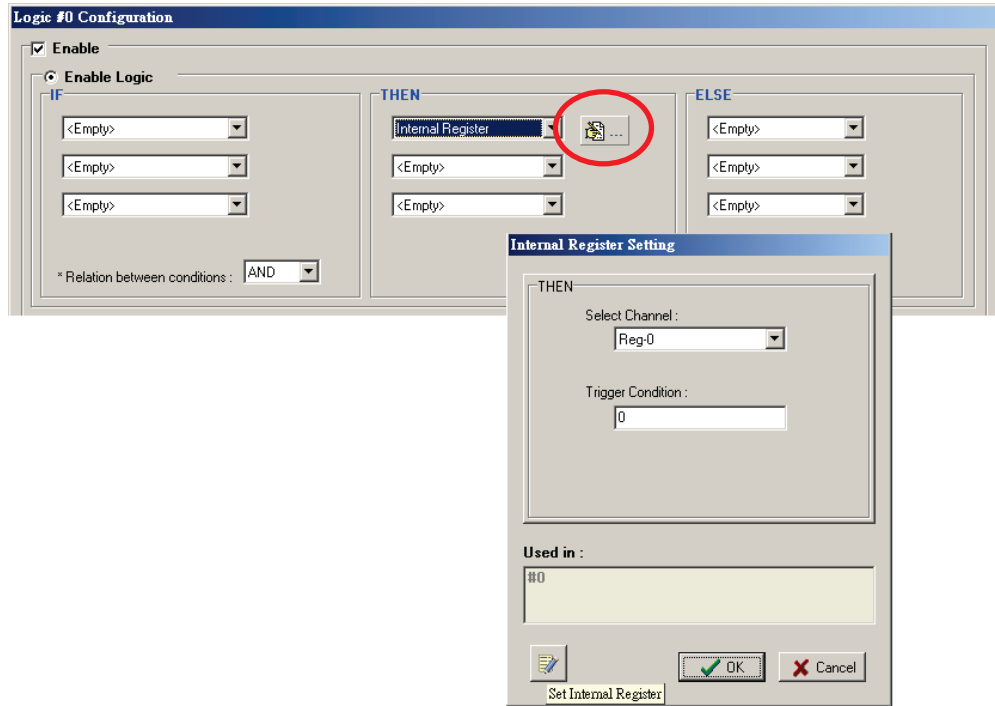 Logic #0 Configuration
Enable
Enable Logic
IF
THEN
ELSE
<Empty>
Internal Register
...
<Empty>
<Empty>
<Empty>
<Empty>
<Empty>
<Empty>
<Empty>
* Relation between conditions : AND
Internal Register Setting
THEN
Select Channel :
Reg-0
Trigger Condition :
0
Used in :
#0
OK
Cancel
Set Internal Register